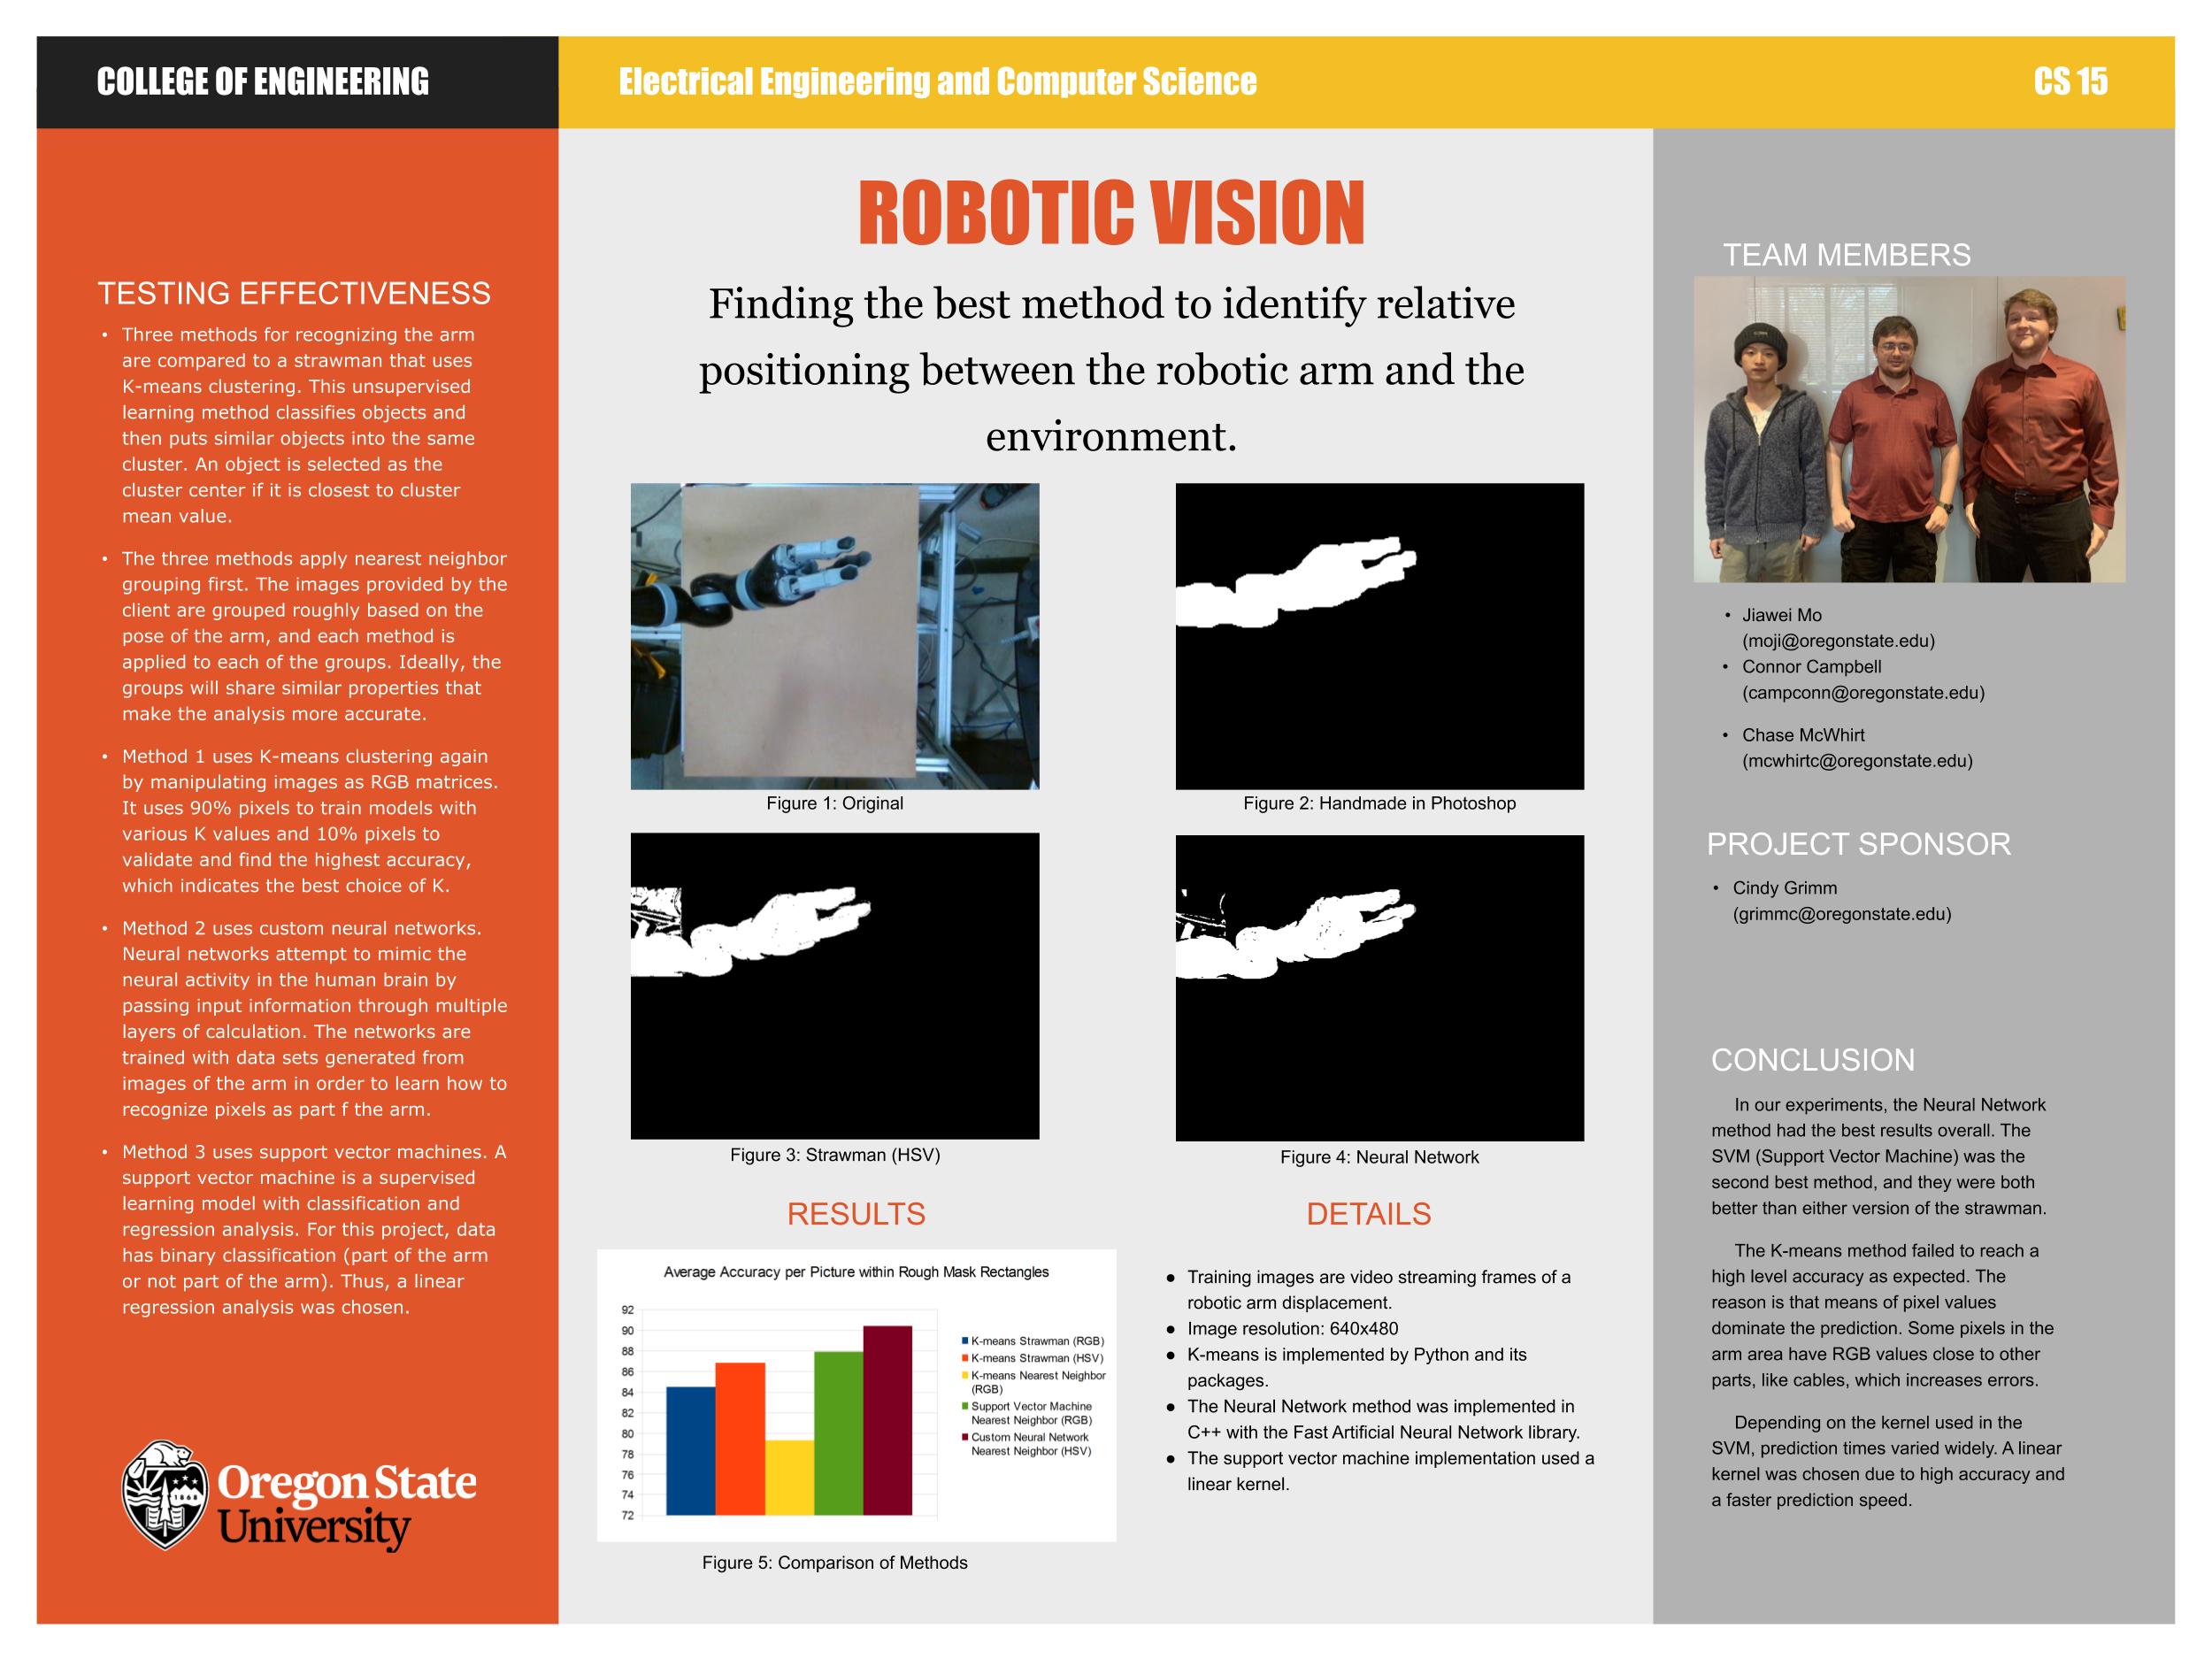 COLLEGE OF ENGINEERING
Electrical Engineering and Computer Science
CS 15
TESTING EFFECTIVENESS
• Three methods for recognizing the arm
are compared to a strawman that uses
K-means clustering. This unsupervised
learning method classifies objects and
then puts similar objects into the same
cluster. An object is selected as the
cluster center if it is closest to cluster
mean value.
• The three methods apply nearest neighbor
grouping first. The images provided by the
client are grouped roughly based on the
pose of the arm, and each method is
applied to each of the groups. Ideally, the
groups will share similar properties that
make the analysis more accurate.
• Method 1 uses K-means clustering again
by manipulating images as RGB matrices.
It uses 90% pixels to train models with
various K values and 10% pixels to
validate and find the highest accuracy,
which indicates the best choice of K.
• Method 2 uses custom neural networks.
Neural networks attempt to mimic the
neural activity in the human brain by
passing input information through multiple
layers of calculation. The networks are
trained with data sets generated from
images of the arm in order to learn how to
recognize pixels as part f the arm.
• Method 3 uses support vector machines. A
support vector machine is a supervised
learning model with classification and
regression analysis. For this project, data
has binary classification (part of the arm
or not part of the arm). Thus, a linear
regression analysis was chosen.
1868
Oregon State
University
ROBOTIC VISION
Finding the best method to identify relative
positioning between the robotic arm and the
environment.
Figure 1: Original
Figure 2: Handmade in Photoshop
Figure 3: Strawman (HSV)
Figure 4: Neural Network
RESULTS
Average Accuracy per Picture within Rough Mask Rectangles
92
90
88
86
84
82
80
78
76
74
72
K-means Strawman (RGB)
K-means Strawman (HSV)
K-means Nearest Neighbor
(RGB)
Support Vector Machine
Nearest Neighbor (RGB)
Custom Neural Network
Nearest Neighbor (HSV)
Figure 5: Comparison of Methods
DETAILS
● Training images are video streaming frames of a
robotic arm displacement.
● Image resolution: 640x480
● K-means is implemented by Python and its
packages.
● The Neural Network method was implemented in
C++ with the Fast Artificial Neural Network library.
● The support vector machine implementation used a
linear kernel.
TEAM MEMBERS
• Jiawei Mo
(moji@oregonstate.edu)
• Connor Campbell
(campconn@oregonstate.edu)
• Chase McWhirt
(mcwhirtc@oregonstate.edu)
PROJECT SPONSOR
• Cindy Grimm
(grimmc@oregonstate.edu)
CONCLUSION
In our experiments, the Neural Network
method had the best results overall. The
SVM (Support Vector Machine) was the
second best method, and they were both
better than either version of the strawman.
The K-means method failed to reach a
high level accuracy as expected. The
reason is that means of pixel values
dominate the prediction. Some pixels in the
arm area have RGB values close to other
parts, like cables, which increases errors.
Depending on the kernel used in the
SVM, prediction times varied widely. A linear
kernel was chosen due to high accuracy and
a faster prediction speed.